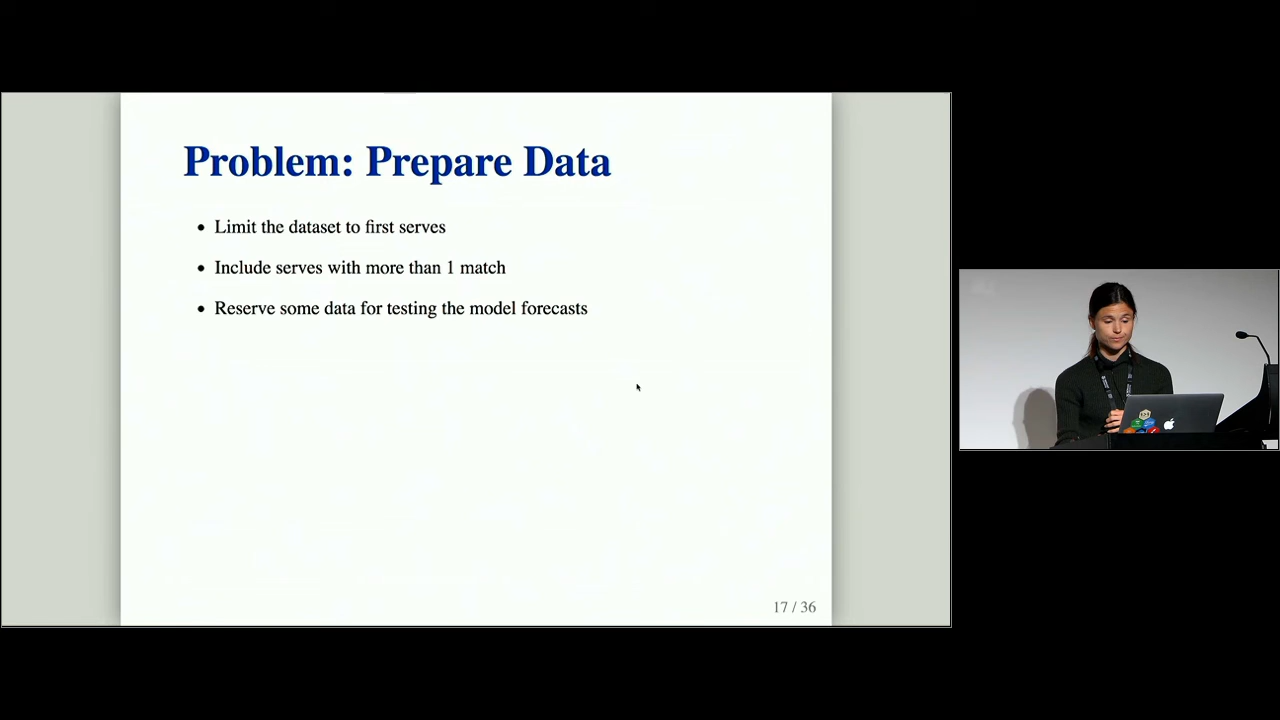 Problem: Prepare Data
Limit the dataset to first serves
Include serves with more than 1 match
Reserve some data for testing the model forecasts
17 / 36